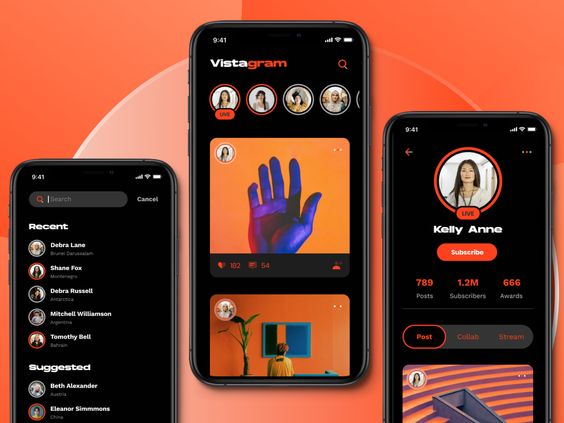 9:41
Search
Cancel
Recent
Debra Lane
Brunei Darussalam
Shane Fox
Montenegro
Debra Russell
Antarctica
Mitchell Williamson
Argentina
Tomothy Bell
Bahrain
Suggested
Beth Alexander
Austria
Eleanor Simmmons
China
9:41
Vistagram
LIVE
182
54
9:41
LIVE
Kelly Anne
Subscribe
789 1.2M 666
Posts Subscribers Awards
Post Collab Stream